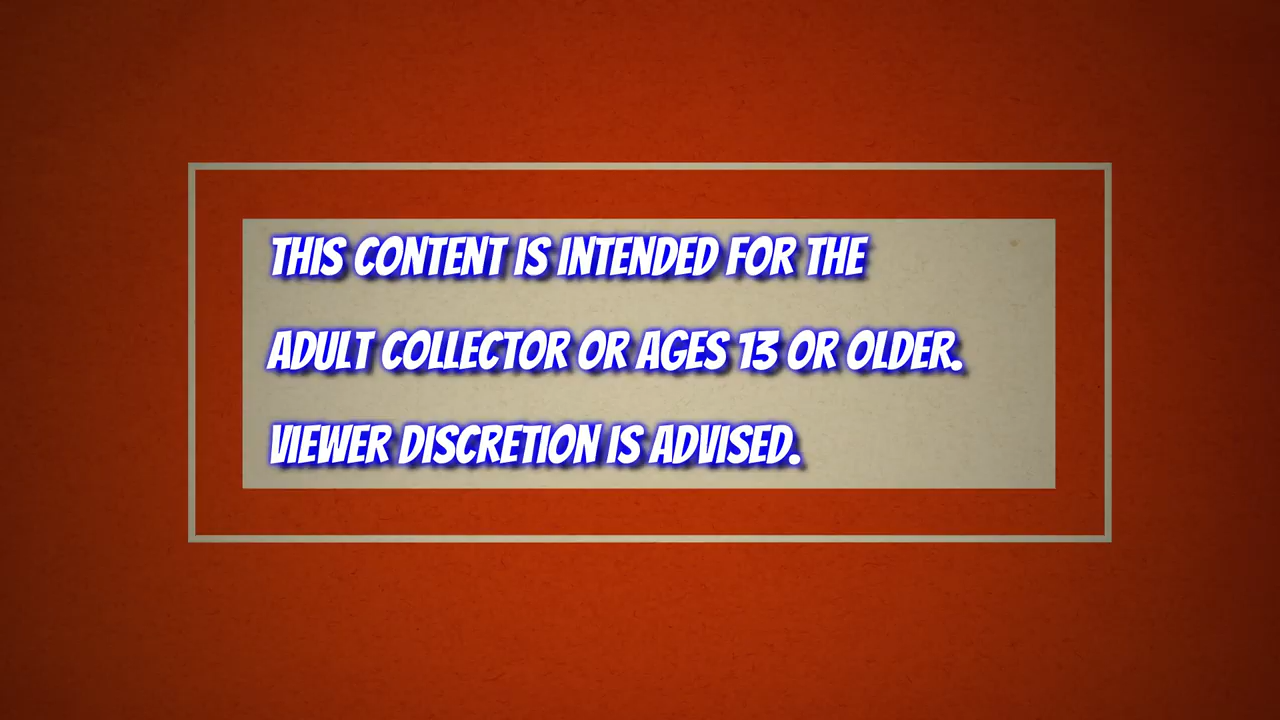 THIS CONTENT IS INTENDED FOR THE
ADULT COLLECTOR OR AGES 13 OR OLDER.
VIEWER DISCRETION IS ADVISED.